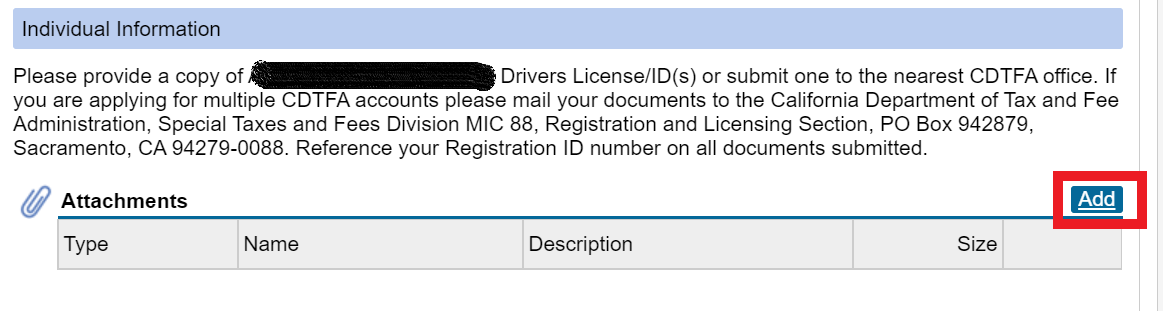 Individual Information
Please provide a copy of Drivers License/ID(s) or submit one to the nearest CDTFA office. If
you are applying for multiple CDTFA accounts please mail your documents to the California Department of Tax and Fee
Administration, Special Taxes and Fees Division MIC 88, Registration and Licensing Section, PO Box 942879,
Sacramento, CA 94279-0088. Reference your Registration ID number on all documents submitted.
Attachments Add
Type Name Description Size